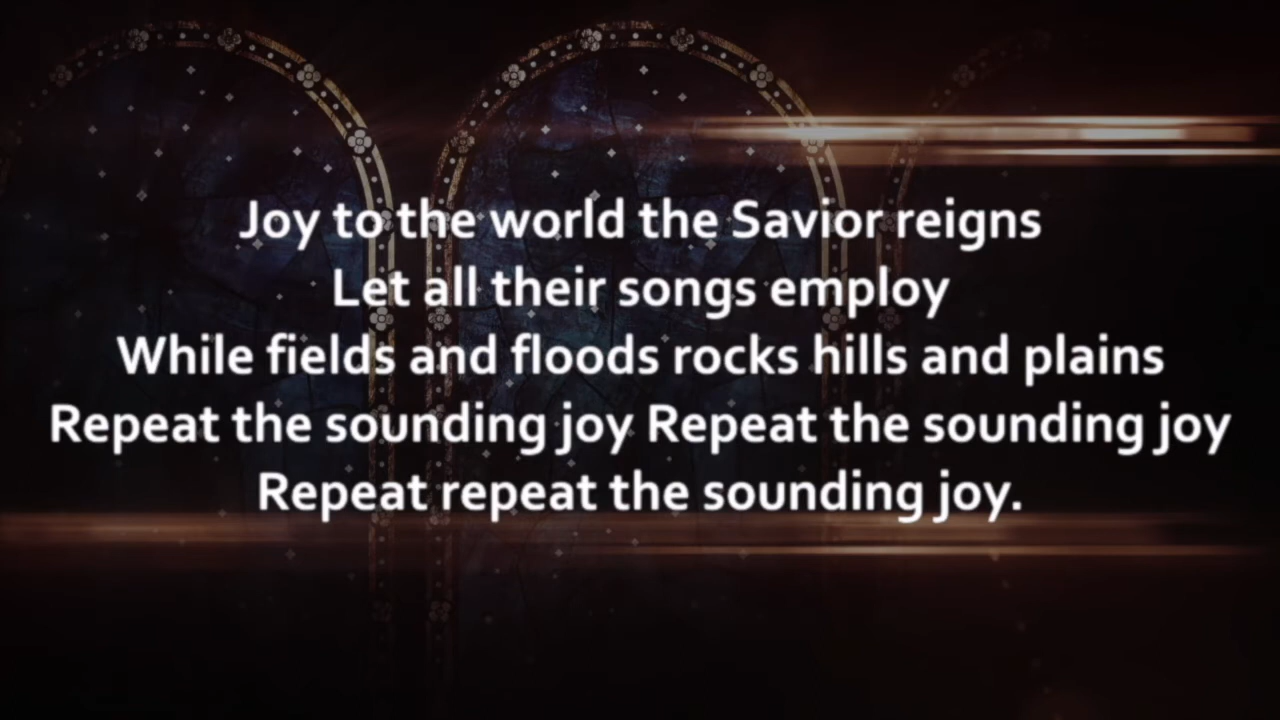 Joy to the world the Savior reigns
Let all their songs employ
While fields and floods rocks hills and plains
Repeat the sounding joy Repeat the sounding joy
Repeat repeat the sounding joy.